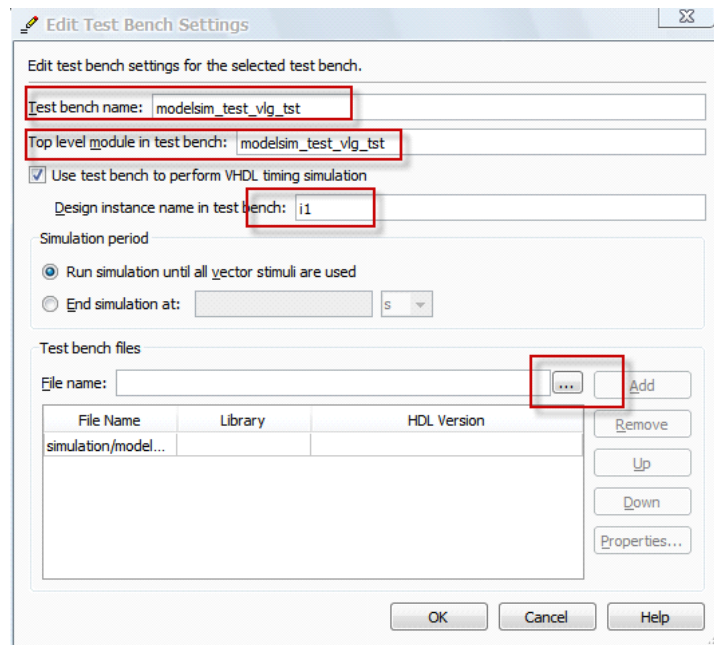 Edit Test Bench Settings
Edit test bench settings for the selected test bench.
Test bench name: modelsim_test_vlg_tst
Top level module in test bench: modelsim_test_vlg_tst
Use test bench to perform VHDL timing simulation
Design instance name in test bench: i1
Simulation period
Run simulation until all vector stimuli are used
End simulation at: s
Test bench files
File name: ... Add
File Name Library HDL Version Remove
simulation/model...
Up
Down
Properties...
OK Cancel Help